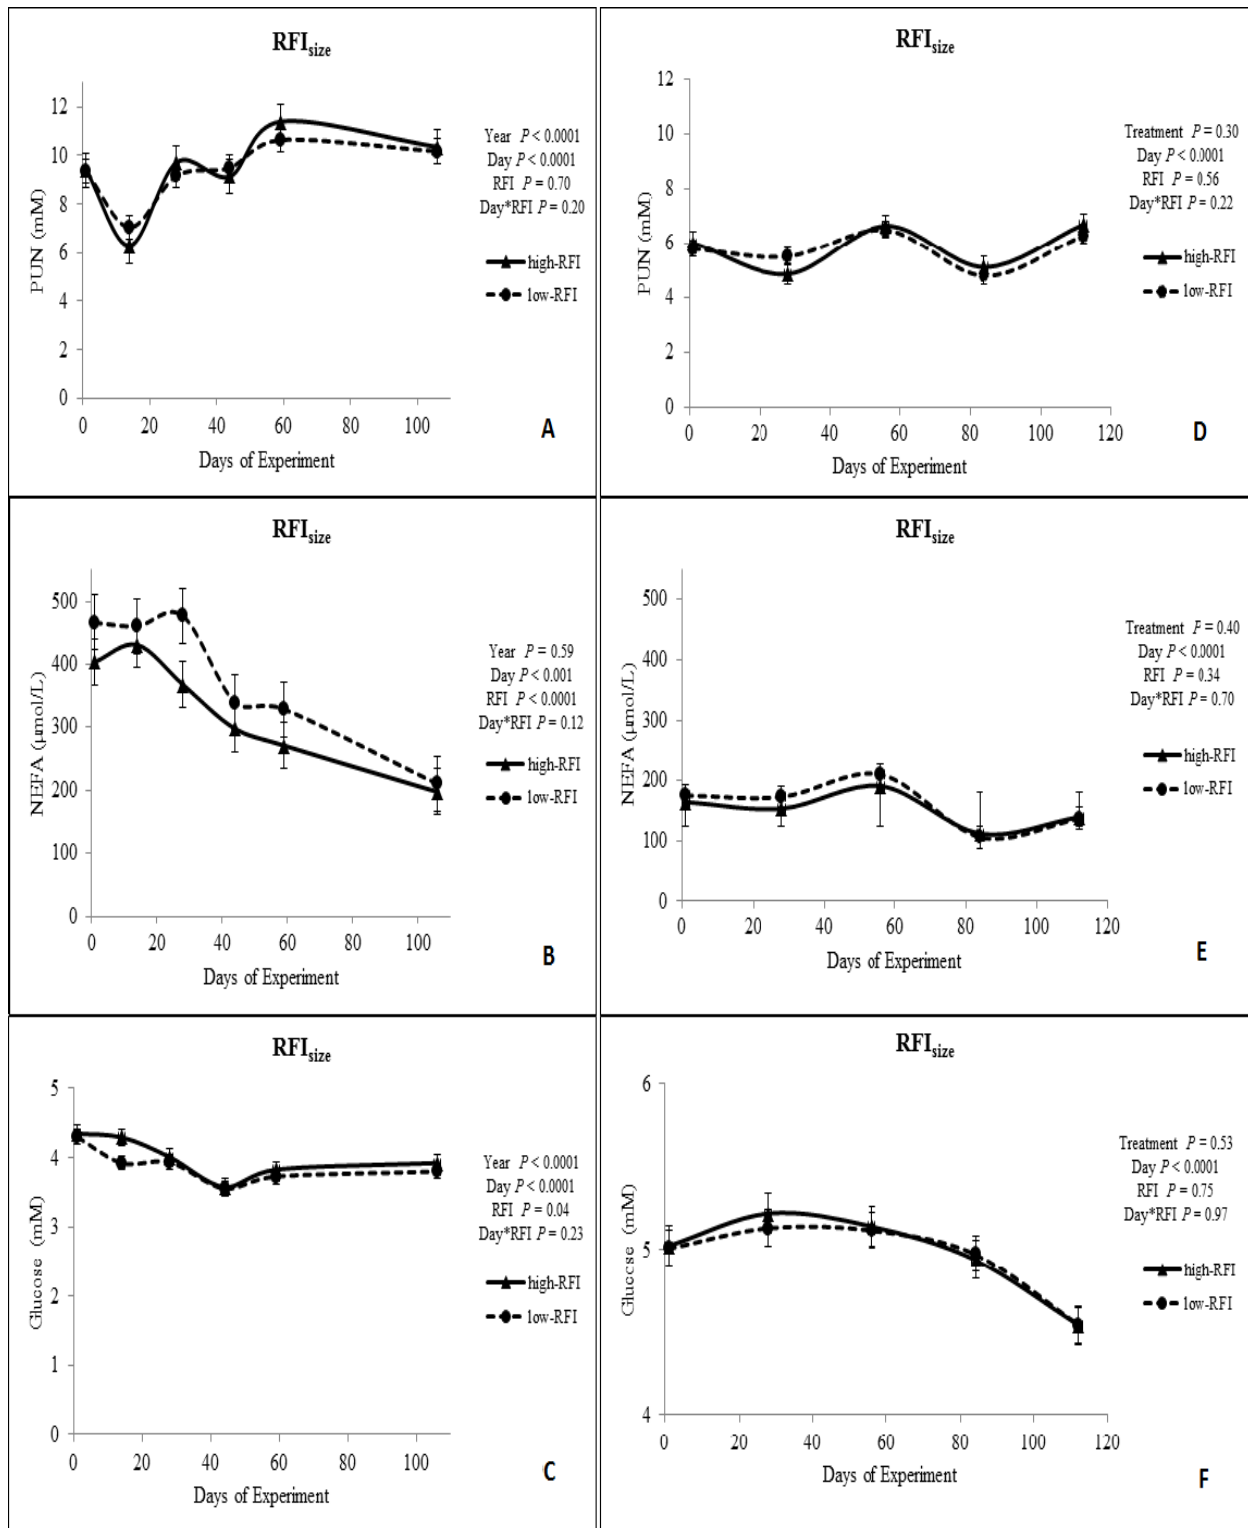 RFIsize
12
10
8
6
4
2
0
0 20 40 60 80 100
PUN (mM)
Days of Experiment
Year P < 0.0001
Day P < 0.0001
RFI P = 0.70
Day*RFI P = 0.20
high-RFI
low-RFI
A
RFIsize
12
10
8
6
4
2
0
0 20 40 60 80 100 120
PUN (mM)
Days of Experiment
Treatment P = 0.30
Day P < 0.0001
RFI P = 0.56
Day*RFI P = 0.22
high-RFI
low-RFI
D
RFIsize
500
400
300
200
100
0
0 20 40 60 80 100
NEFA (µmol/L)
Days of Experiment
Year P = 0.59
Day P < 0.001
RFI P < 0.0001
Day*RFI P = 0.12
high-RFI
low-RFI
B
RFIsize
500
400
300
200
100
0
0 20 40 60 80 100 120
NEFA (µmol/L)
Days of Experiment
Treatment P = 0.40
Day P < 0.0001
RFI P = 0.34
Day*RFI P = 0.70
high-RFI
low-RFI
E
RFIsize
5
4
3
2
1
0
0 20 40 60 80 100
Glucose (mM)
Days of Experiment
Year P < 0.0001
Day P < 0.0001
RFI P = 0.04
Day*RFI P = 0.23
high-RFI
low-RFI
C
RFIsize
6
5
4
0 20 40 60 80 100 120
Gluccse (mM)
Days of Experiment
Treatment P = 0.53
Day P < 0.0001
RFI P = 0.75
Day*RFI P = 0.97
high-RFI
low-RFI
F